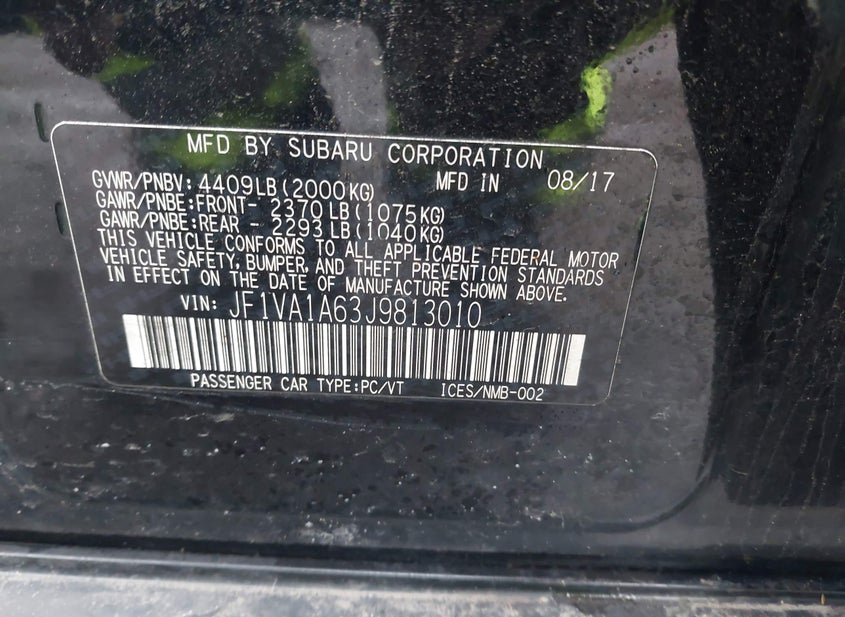 MFD BY SUBARU CORPORATION
GVWR/PNBV: 4409LB(2000KG) MFD IN 08/17
GAWR/PNBE:FRONT- 2370 LB(1075KG)
GAWR/PNBE:REAR - 2293 LB(1040KG)
THIS VEHICLE CONFORMS TO ALL APPLICABLE FEDERAL MOTOR
VEHICLE SAFETY, BUMPER, AND THEFT PREVENTION STANDARDS
IN EFFECT ON THE DATE OF MANUFACTURE SHOWN ABOVE.
VIN: JF1VA1A63J9813010
PASSENGER CAR TYPE:PC/VT ICES/NMB-002